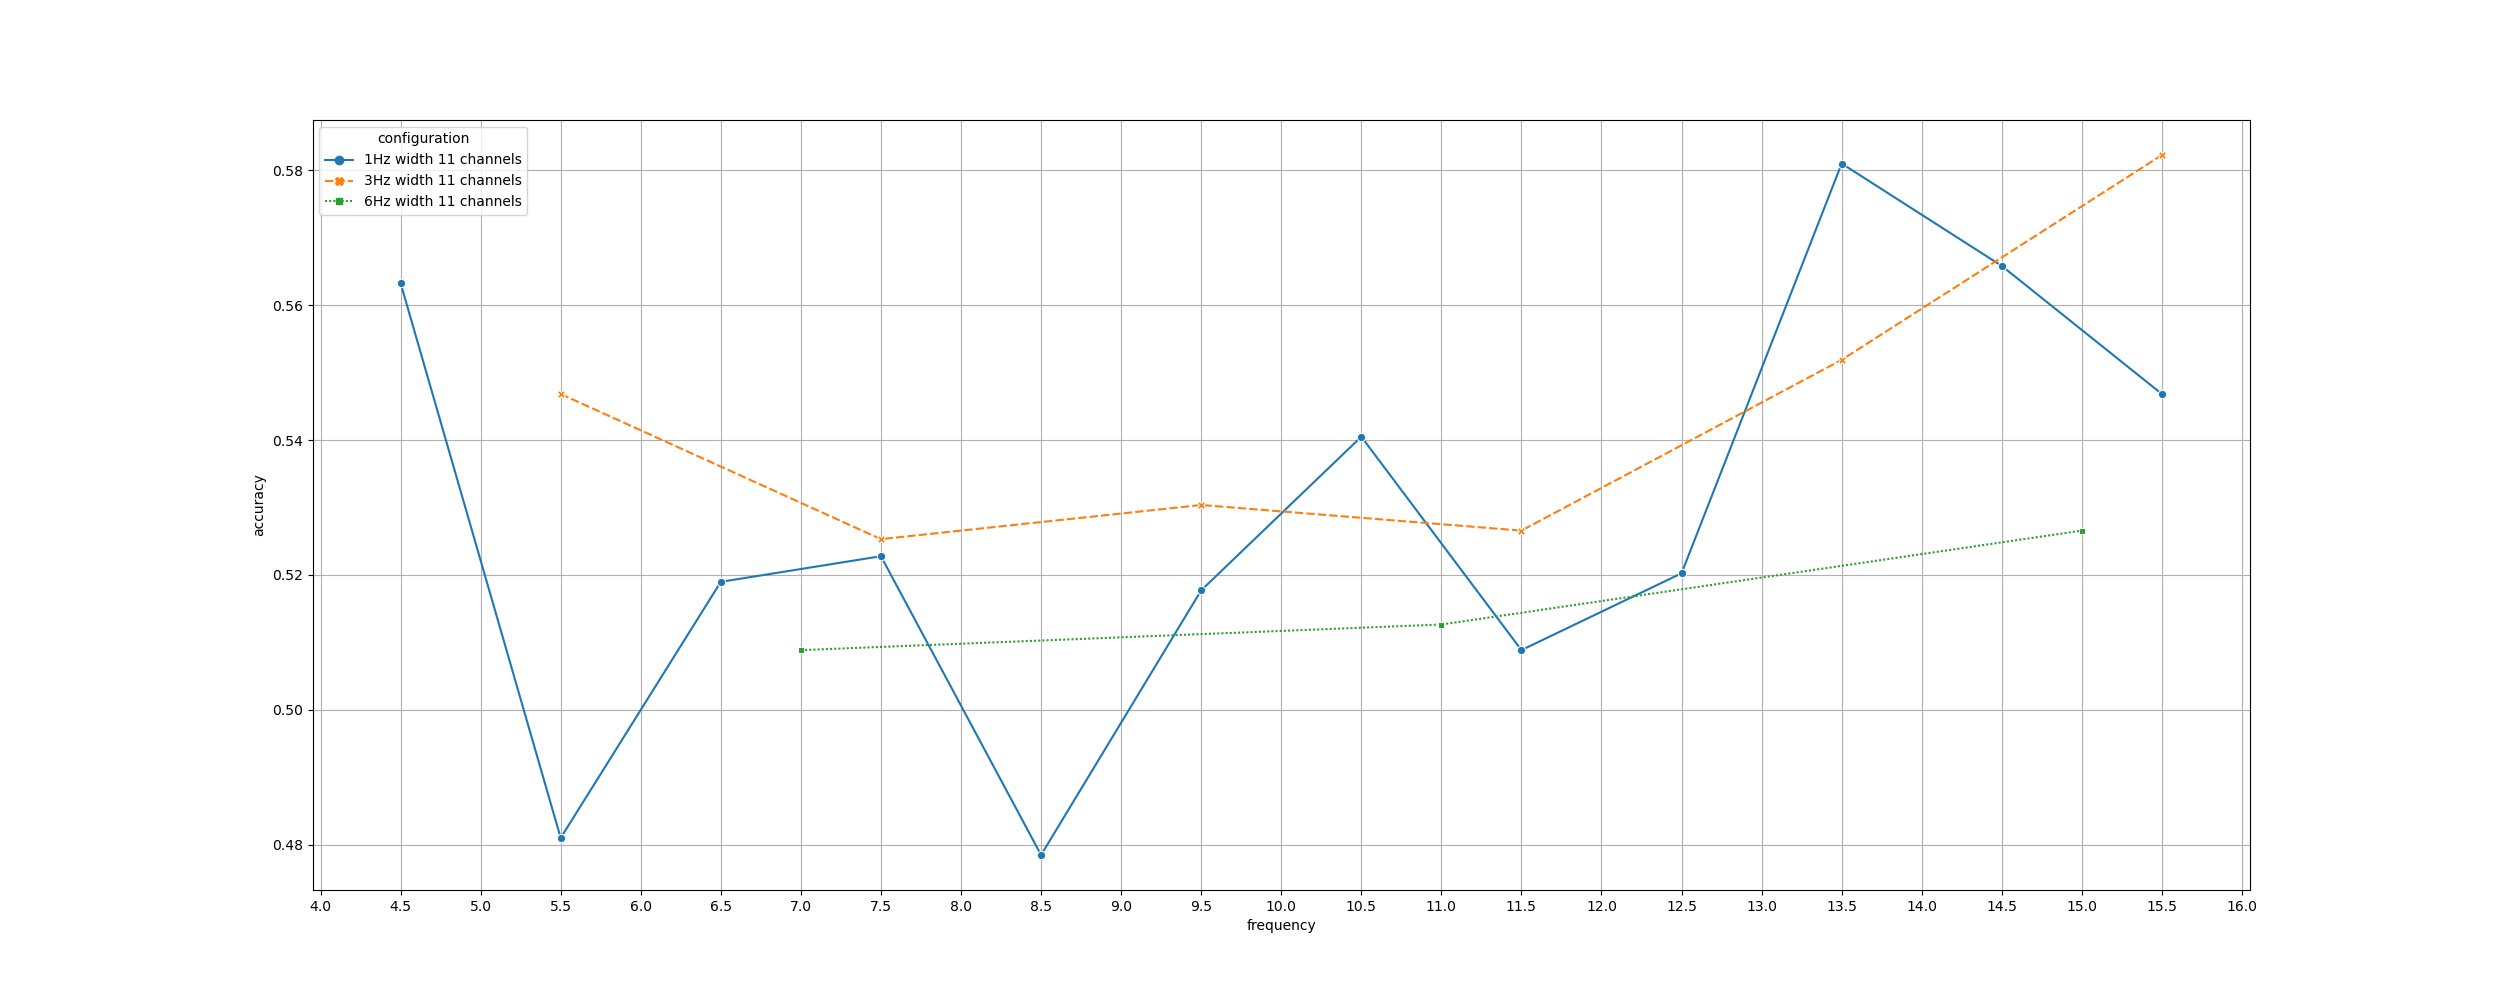 configuration
1Hz width 11 channels
3Hz width 11 channels
6Hz width 11 channels
0.58
0.56
0.54
0.52
0.50
0.48
accuracy
4.0 4.5 5.0 5.5 6.0 6.5 7.0 7.5 8.0 8.5 9.0 9.5 10.0 10.5 11.0 11.5 12.0 12.5 13.0 13.5 14.0 14.5 15.0 15.5 16.0
frequency